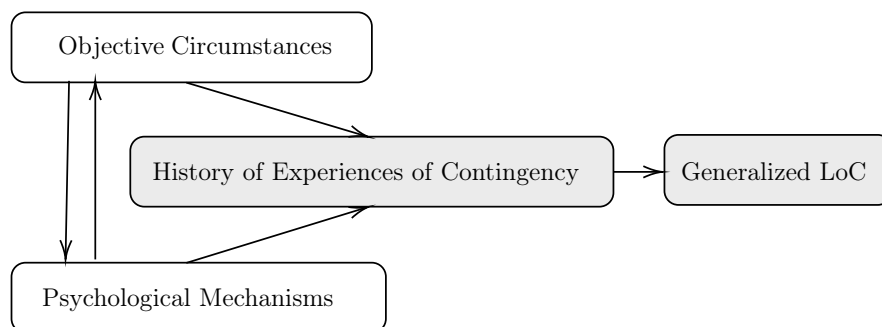 Objective Circumstances
History of Experiences of Contingency
Generalized LoC
Psychological Mechanisms